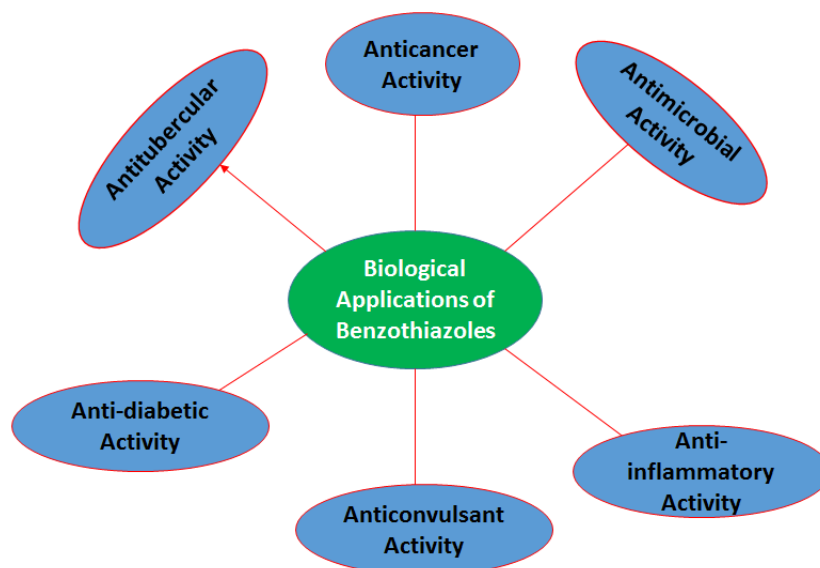 Anticancer
Activity
Antimicrobial
Activity
Antitubercular
Activity
Biological
Applications of
Benzothiazoles
Anti-diabetic
Activity
Anti-
inflammatory
Activity
Anticonvulsant
Activity